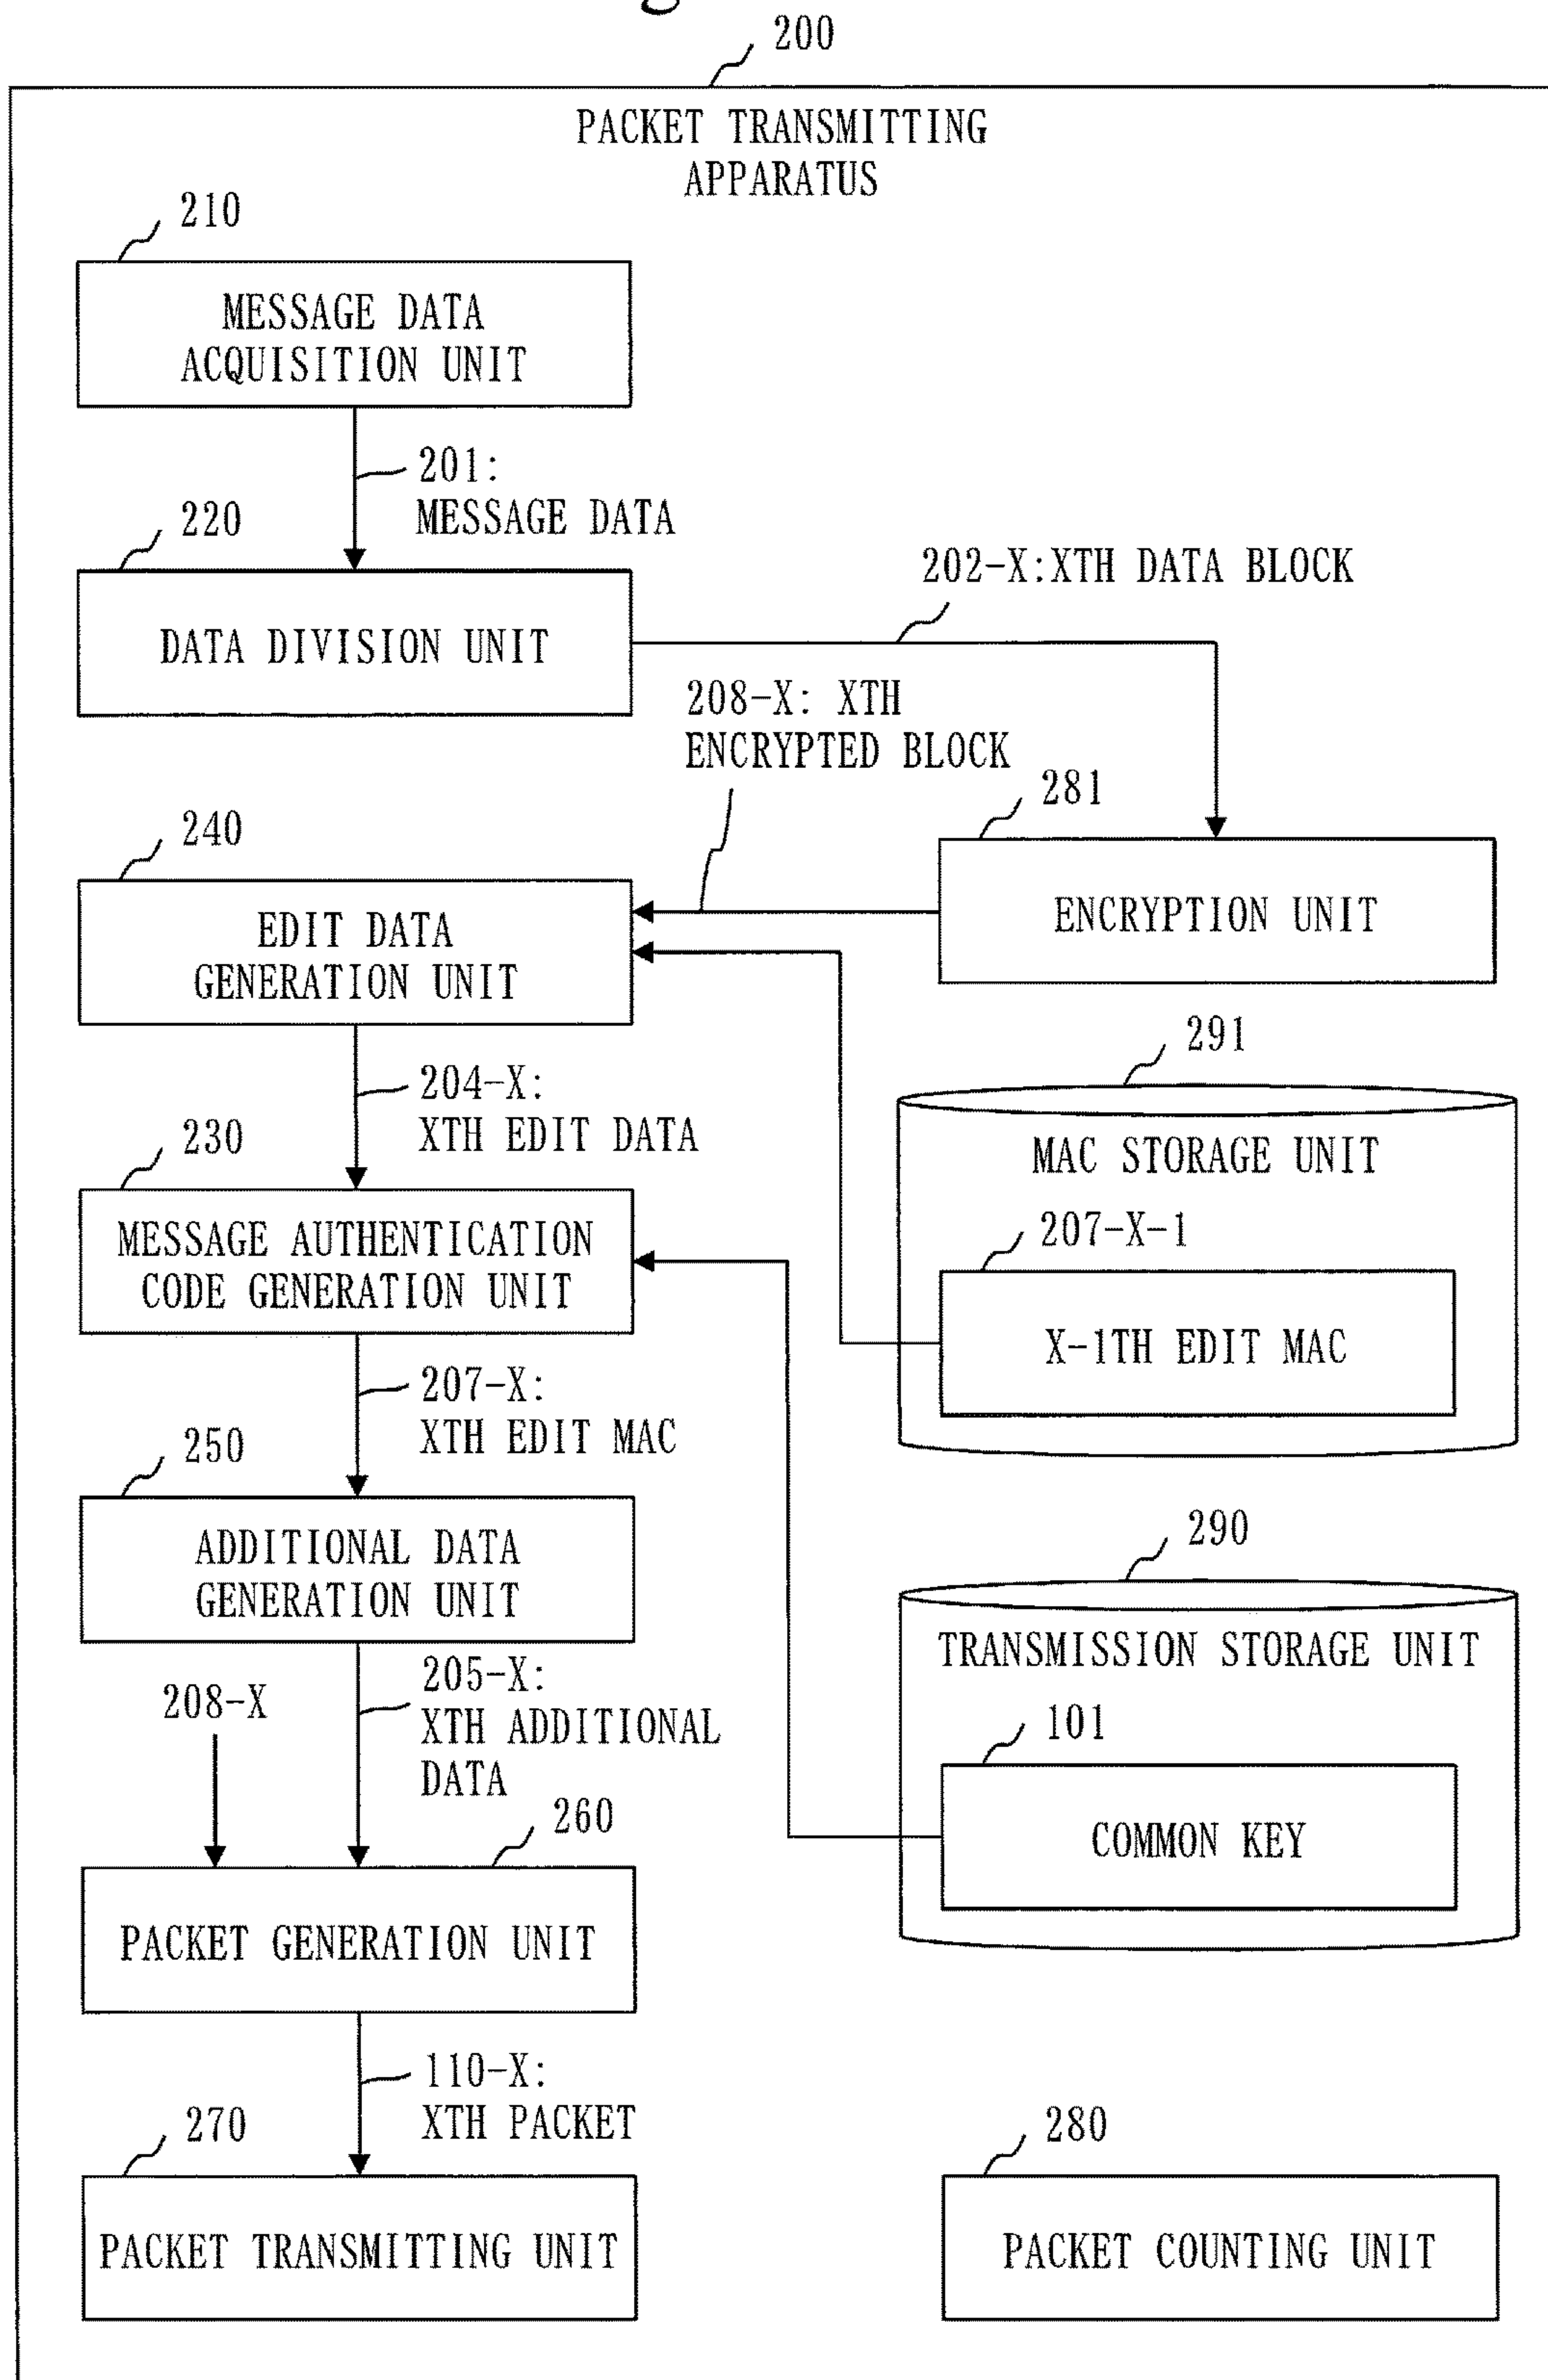 200
PACKET TRANSMITTING
APPARATUS
210
MESSAGE DATA
ACQUISITION UNIT
201:
MESSAGE DATA
220
DATA DIVISION UNIT
202-X:XTH DATA BLOCK
208-X: XTH
ENCRYPTED BLOCK
281
ENCRYPTION UNIT
240
EDIT DATA
GENERATION UNIT
204-X:
XTH EDIT DATA
291
MAC STORAGE UNIT
207-X-1
X-1TH EDIT MAC
230
MESSAGE AUTHENTICATION
CODE GENERATION UNIT
207-X:
XTH EDIT MAC
250
ADDITIONAL DATA
GENERATION UNIT
290
TRANSMISSION STORAGE UNIT
101
COMMON KEY
208-X
205-X:
XTH ADDITIONAL
DATA
260
PACKET GENERATION UNIT
110-X:
XTH PACKET
270
PACKET TRANSMITTING UNIT
280
PACKET COUNTING UNIT